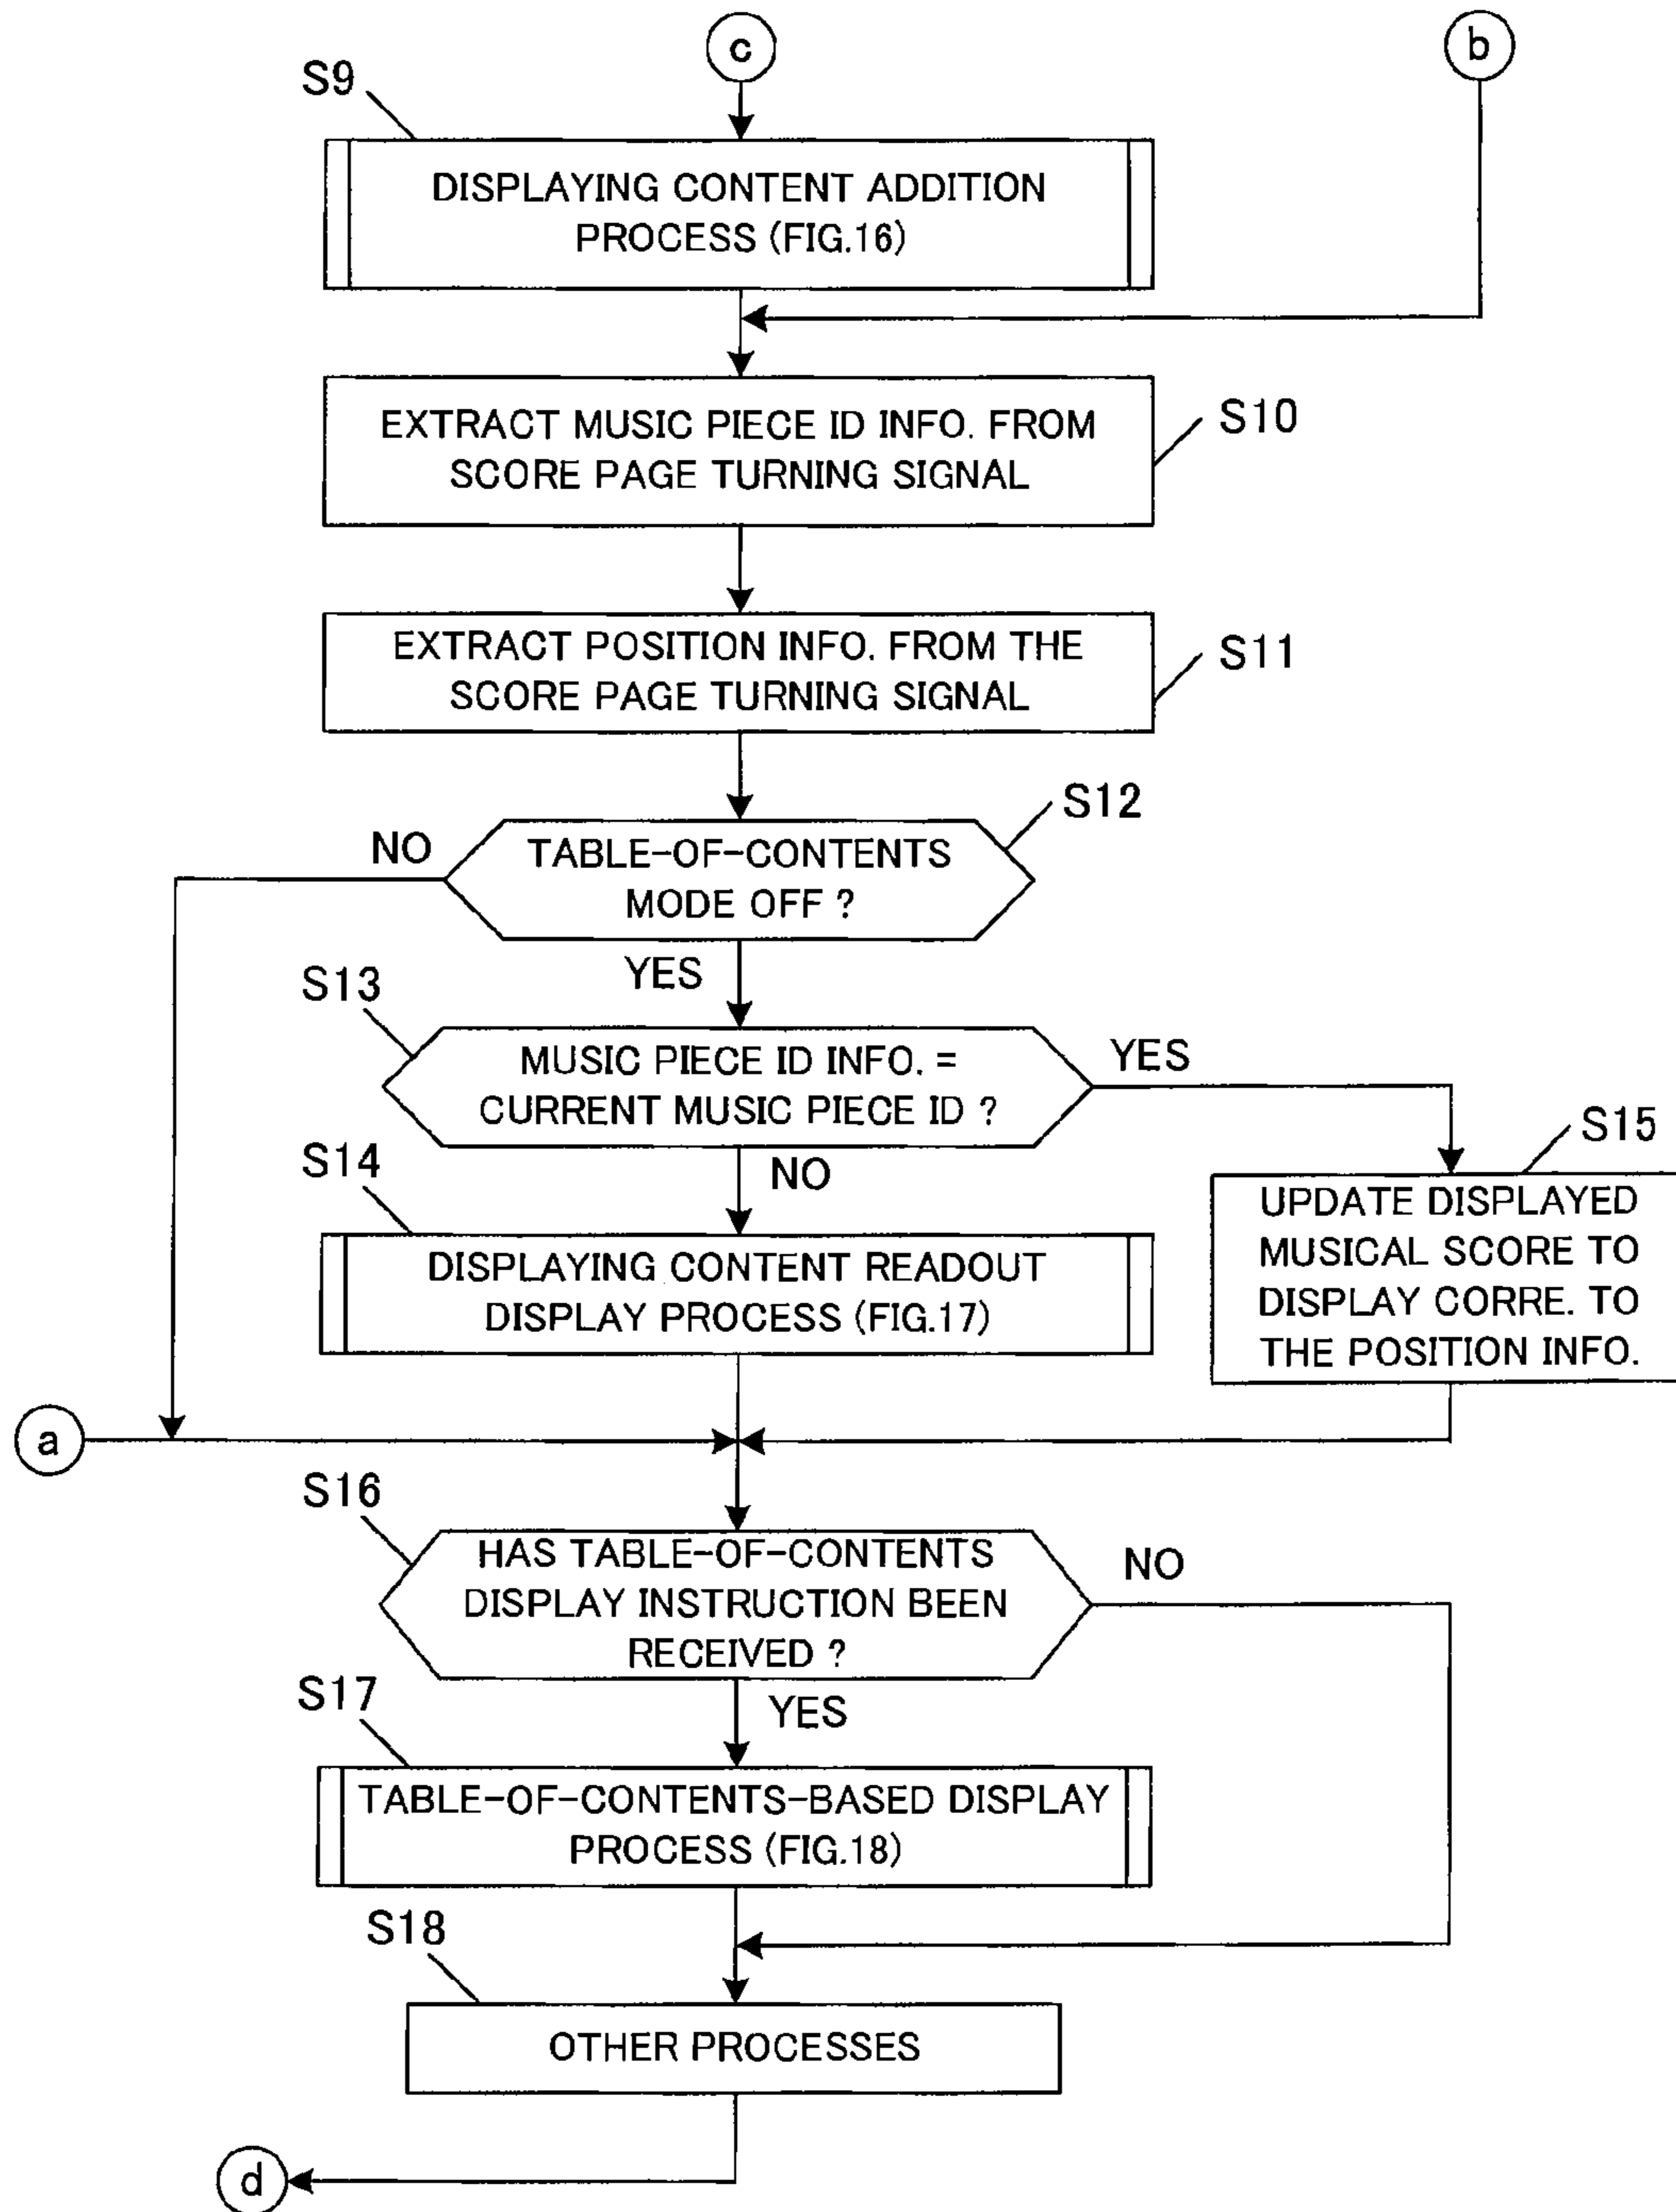 c
b
S9
DISPLAYING CONTENT ADDITION
PROCESS (FIG.16)
EXTRACT MUSIC PIECE ID INFO. FROM
SCORE PAGE TURNING SIGNAL
S10
EXTRACT POSITION INFO. FROM THE
SCORE PAGE TURNING SIGNAL
S11
S12
NO
TABLE-OF-CONTENTS
MODE OFF ?
YES
S13
MUSIC PIECE ID INFO. =
CURRENT MUSIC PIECE ID ?
YES
S14
NO
S15
DISPLAYING CONTENT READOUT
DISPLAY PROCESS (FIG.17)
UPDATE DISPLAYED
MUSICAL SCORE TO
DISPLAY CORRE. TO
THE POSITION INFO.
a
S16
HAS TABLE-OF-CONTENTS
DISPLAY INSTRUCTION BEEN
RECEIVED ?
NO
S17
YES
TABLE-OF-CONTENTS-BASED DISPLAY
PROCESS (FIG.18)
S18
OTHER PROCESSES
d